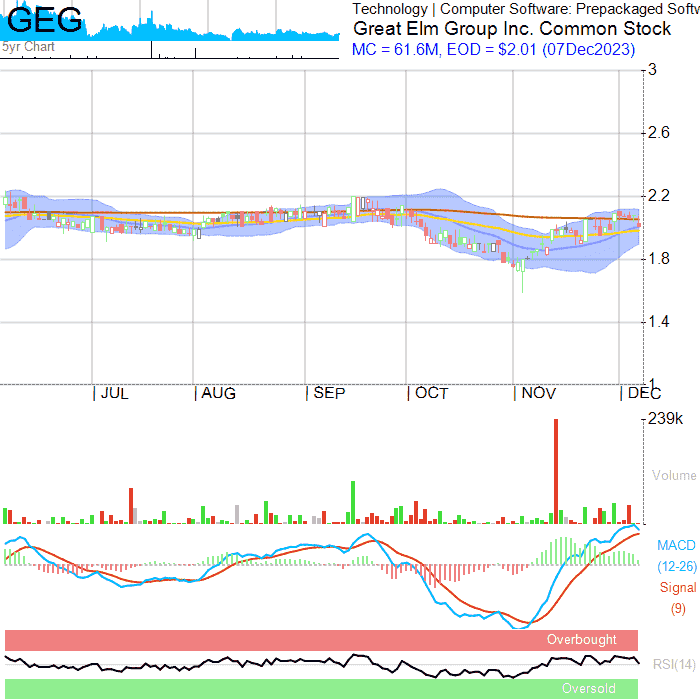 GEG
5yr Chart
Technology | Computer Software: Prepackaged Softw
Great Elm Group Inc. Common Stock
MC = 61.6M, EOD = $2.01 (07Dec2023)
3
2.6
2.2
1.8
1.4
1
JUL
AUG
SEP
OCT
NOV
DEC
239k
Volume
MACD
(12-26)
Signal
(9)
Overbought
RSI(14)
Oversold